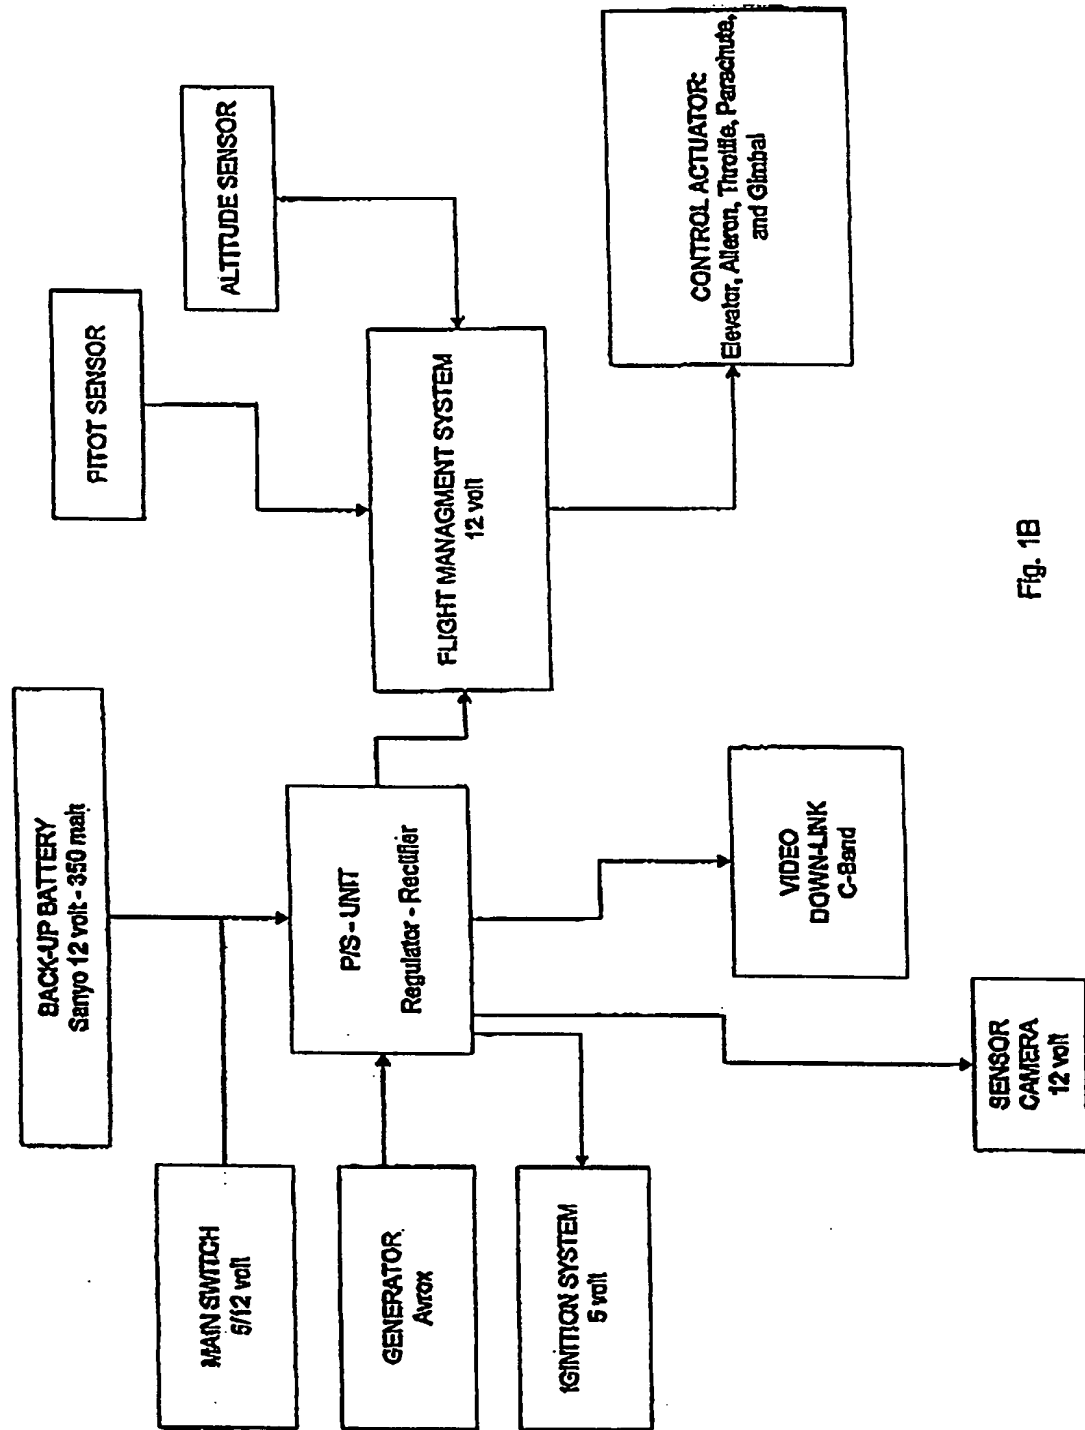 BACK-UP BATTERY
Sanyo 12 volt - 350 mah
PITOT SENSOR
ALTITUDE SENSOR
MAIN SWITCH
5/12 volt
GENERATOR
Avrox
IGINITION SYSTEM
5 volt
P/S - UNIT
Regulator - Rectifier
FLIGHT MANAGMENT SYSTEM
12 volt
CONTROL ACTUATOR:
Elevator, Aileron, Throttle, Parachute,
and Gimbal
VIDEO
DOWN-LINK
C-Band
SENSOR
CAMERA
12 volt
Fig. 1B